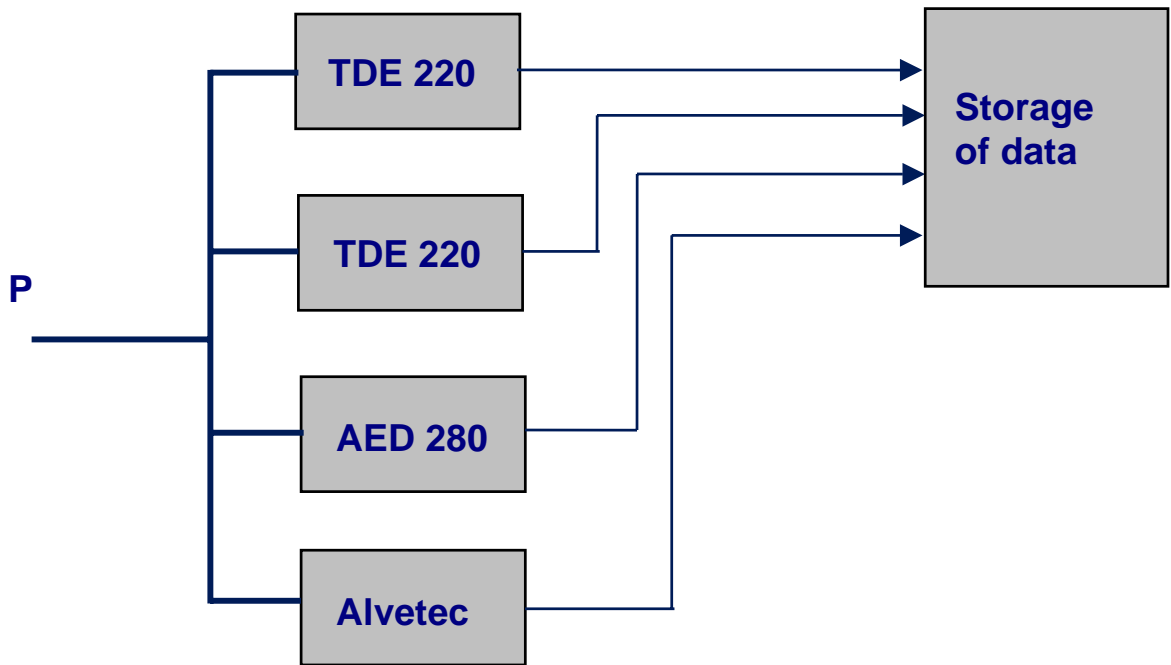 TDE 220
Storage
of data
TDE 220
P
AED 280
Alvetec